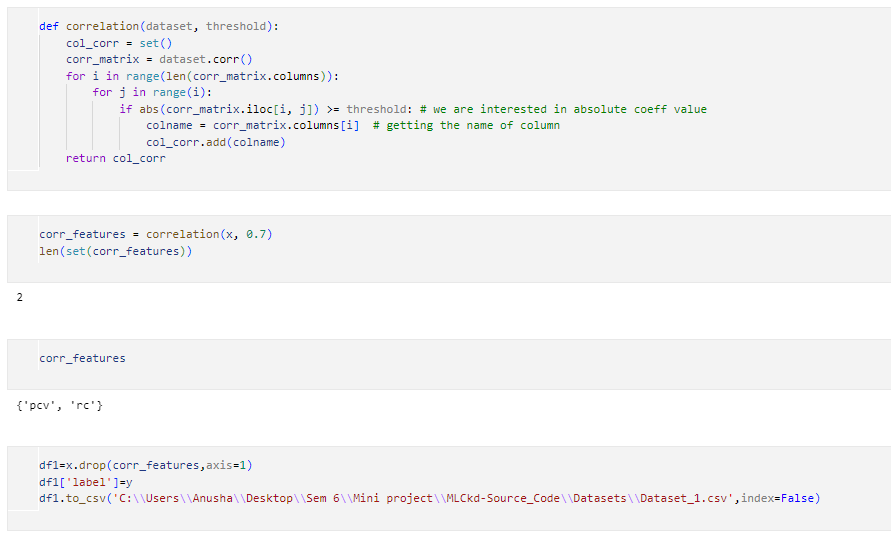 def correlation(dataset, threshold):
    col_corr = set()
    corr_matrix = dataset.corr()
    for i in range(len(corr_matrix.columns)):
        for j in range(i):
            if abs(corr_matrix.iloc[i, j]) >= threshold: # we are interested in absolute coeff value
                colname = corr_matrix.columns[i]  # getting the name of column
                col_corr.add(colname)
    return col_corr
corr_features = correlation(x, 0.7)
len(set(corr_features))
2
corr_features
{'pcv', 'rc'}
df1=x.drop(corr_features,axis=1)
df1['label']=y
df1.to_csv('C:\\Users\\Anusha\\Desktop\\Sem 6\\Mini project\\MLCkd-Source_Code\\Datasets\\Dataset_1.csv',index=False)